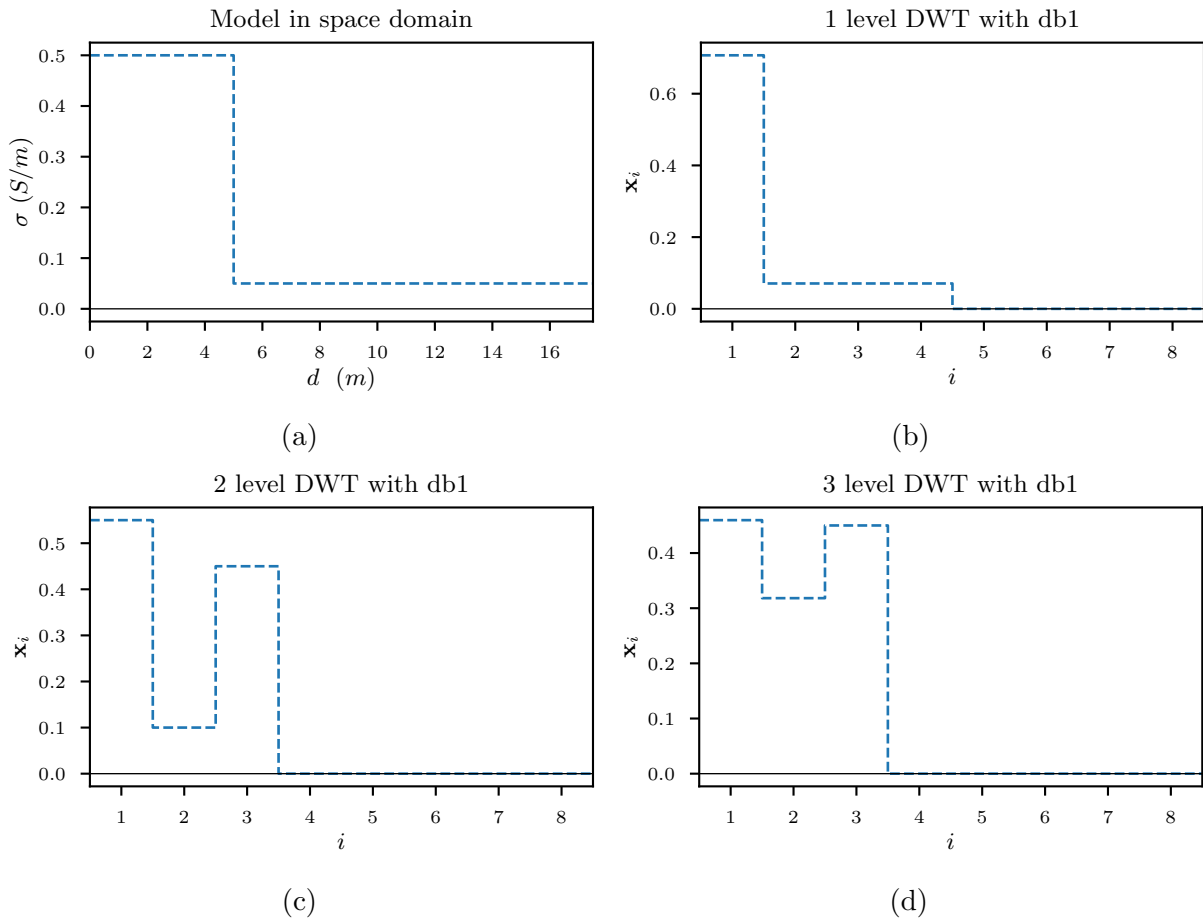 Model in space domain
0.5
0.4
0.3
0.2
0.1
0.0
σ (S/m)
0 2 4 6 8 10 12 14 16
d (m)
(a)
1 level DWT with db1
0.6
0.4
0.2
0.0
x_i
1 2 3 4 5 6 7 8
i
(b)
2 level DWT with db1
0.5
0.4
0.3
0.2
0.1
0.0
x_i
1 2 3 4 5 6 7 8
i
(c)
3 level DWT with db1
0.4
0.3
0.2
0.1
0.0
x_i
1 2 3 4 5 6 7 8
i
(d)